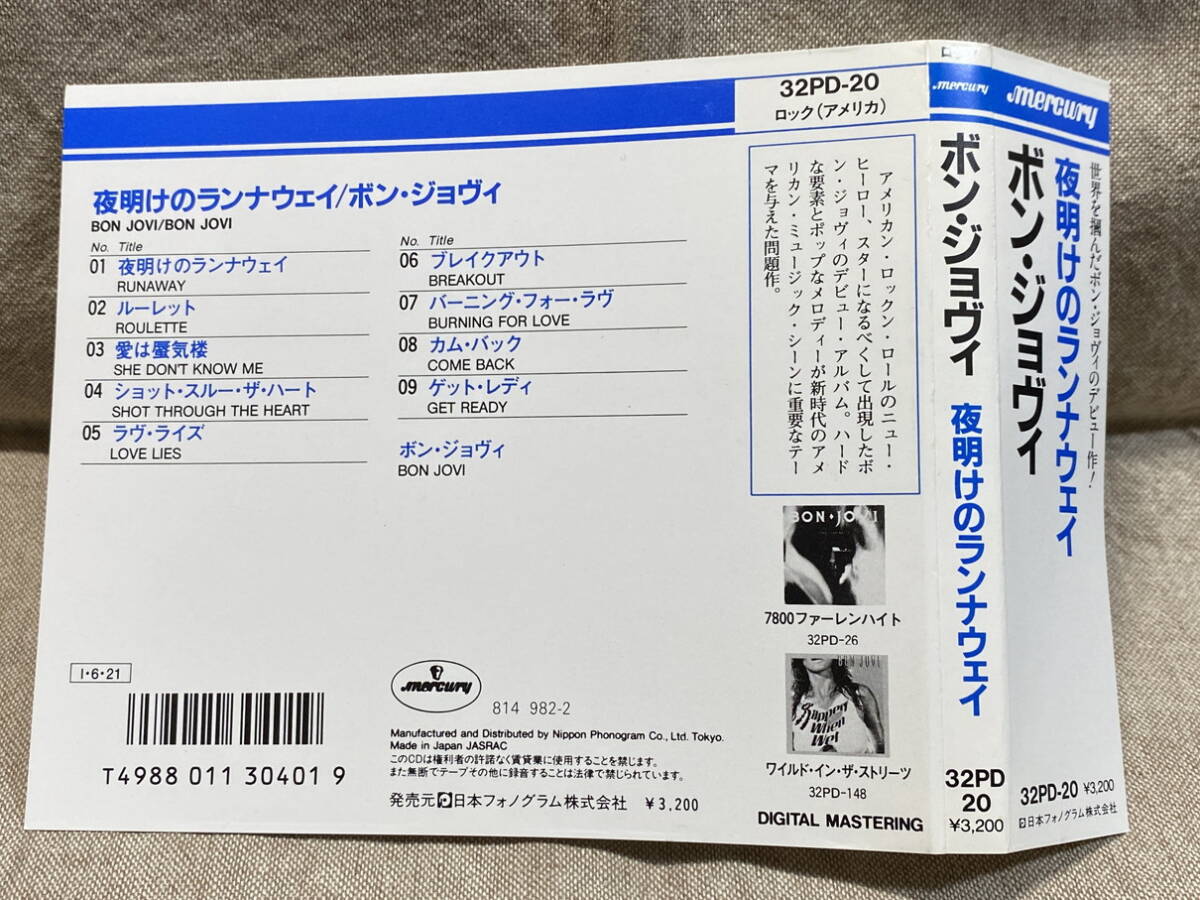 夜明けのランナウェイ/ボン・ジョヴィ
BON JOVI/BON JOVI
No. Title
01 夜明けのランナウェイ
RUNAWAY
02 ルーレット
ROULETTE
03 愛は蜃気楼
SHE DON'T KNOW ME
04 ショット・スルー・ザ・ハート
SHOT THROUGH THE HEART
05 ラヴ・ライズ
LOVE LIES
No. Title
06 ブレイクアウト
BREAKOUT
07 バーニング・フォー・ラヴ
BURNING FOR LOVE
08 カム・バック
COME BACK
09 ゲット・レディ
GET READY
ボン・ジョヴィ
BON JOVI
I・6・21
T4988 011 30401 9
mercury
814 982-2
Manufactured and Distributed by Nippon Phonogram Co., Ltd. Tokyo.
Made in Japan JASRAC
このCDは権利者の許諾なく賃貸業に使用することを禁じます。
また無断でテープその他に録音することは法律で禁じられています。
発売元 日本フォノグラム株式会社 ¥3,200
32PD-20
ロック(アメリカ)
アメリカン・ロックン・ロールのニュー・
ヒーロー、スターになるべくして出現したボ
ン・ジョヴィのデビュー・アルバム。ハード
な要素とポップなメロディーが新時代のアメ
リカン・ミュージック・シーンに重要なテー
マを与えた問題作。
BON・JOVI
7800ファーレンハイト
32PD-26
BON JOVI
Slippery
When
Wet
ワイルド・イン・ザ・ストリーツ
32PD-148
DIGITAL MASTERING
mercury
ボン・ジョヴィ 夜明けのランナウェイ
32PD
20
¥3,200
mercury
世界を掴んだボン・ジョヴィのデビュー作!
夜明けのランナウェイ
ボン・ジョヴィ
32PD-20 ¥3,200
日本フォノグラム株式会社